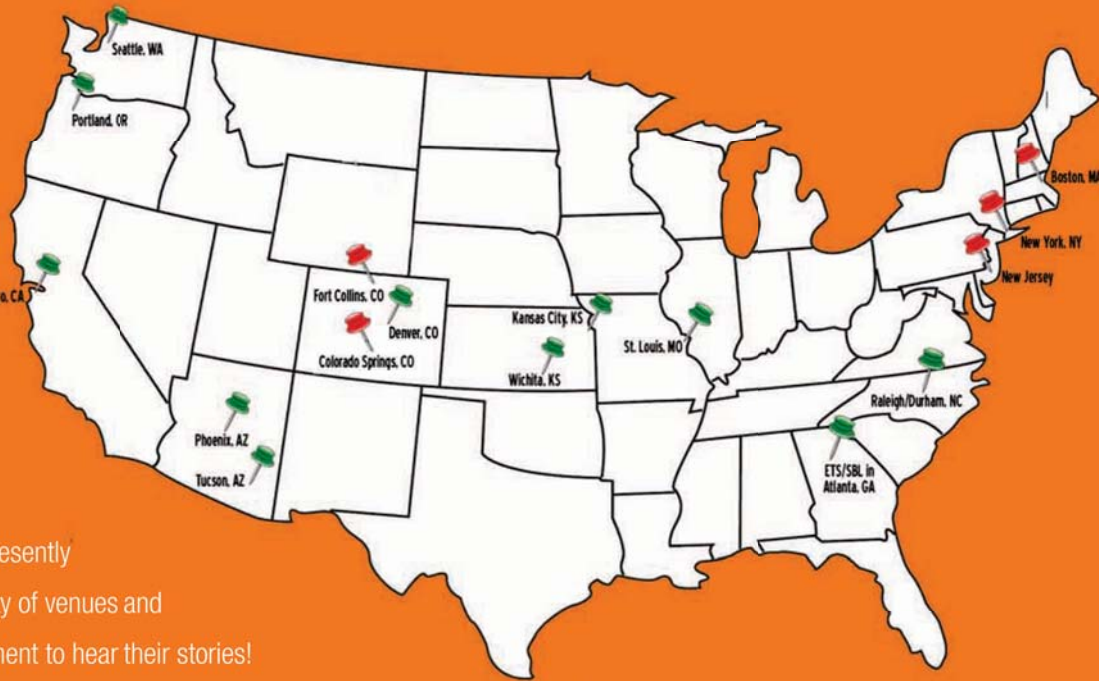 Seattle, WA
Portland, OR
Boston, MA
New York, NY
New Jersey
o, CA
Fort Collins, CO
Denver, CO
Colorado Springs, CO
Kansas City, KS
St. Louis, MO
Wichita, KS
Raleigh/Durham, NC
Phoenix, AZ
Tucson, AZ
ETS/SBL in
Atlanta, GA
esently
y of venues and
ent to hear their stories!